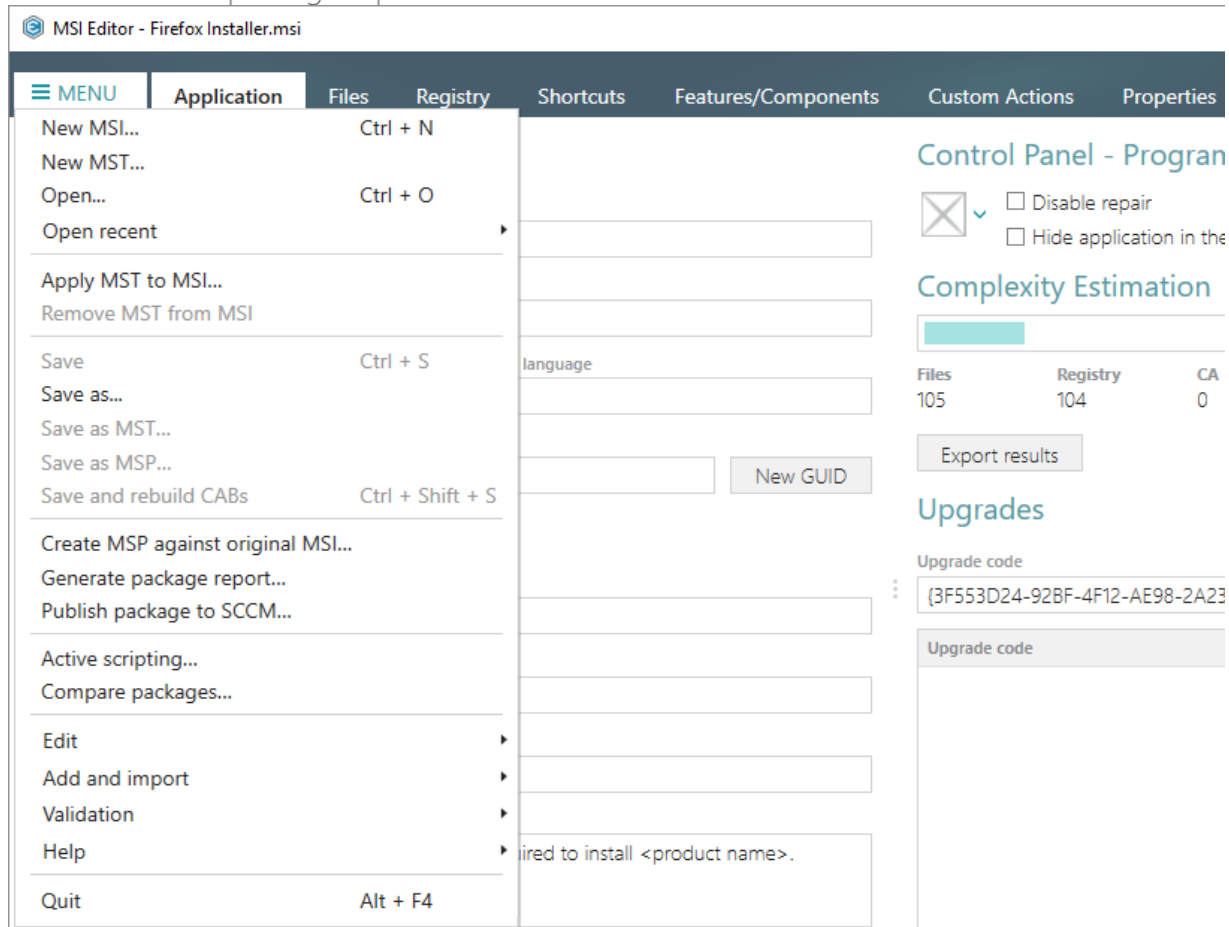 MSI Editor - Firefox Installer.msi
MENU Application Files Registry Shortcuts Features/Components Custom Actions Properties
New MSI... Ctrl + N
New MST...
Open... Ctrl + O
Open recent
Apply MST to MSI...
Remove MST from MSI
Save Ctrl + S
Save as...
Save as MST...
Save as MSP...
Save and rebuild CABs Ctrl + Shift + S
Create MSP against original MSI...
Generate package report...
Publish package to SCCM...
Active scripting...
Compare packages...
Edit
Add and import
Validation
Help
Quit Alt + F4
language
New GUID
ired to install <product name>.
Control Panel - Program
Disable repair
Hide application in the
Complexity Estimation
Files Registry CA
105 104 0
Export results
Upgrades
Upgrade code
{3F553D24-92BF-4F12-AE98-2A23
Upgrade code